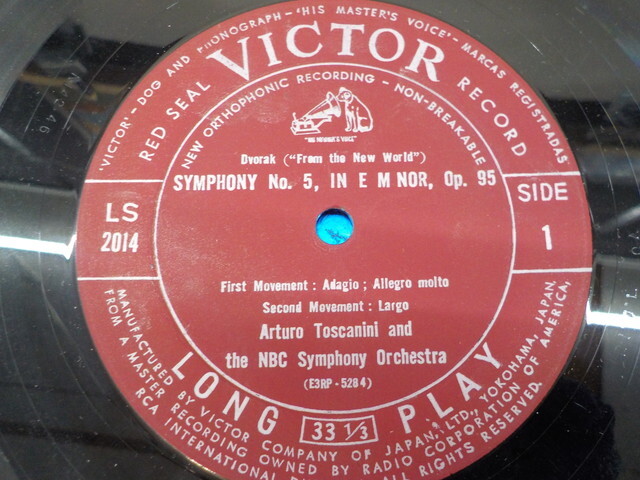 'VICTOR' - DOG AND PHONOGRAPH - 'HIS MASTER'S VOICE' - MARCAS REGISTRADAS
RED SEAL VICTOR RECORD
NEW ORTHOPHONIC RECORDING - NON-BREAKABLE
"HIS MASTER'S VOICE"
Dvorak ("From the New World")
SYMPHONY No. 5, IN E M NOR, Op. 95
LS
2014
SIDE
1
First Movement : Adagio ; Allegro molto
Second Movement : Largo
Arturo Toscanini and
the NBC Symphony Orchestra
(E3RP - 5284)
LONG 33 1/3 PLAY
MANUFACTURED BY VICTOR COMPANY OF JAPAN, LTD., YOKOHAMA, JAPAN,
FROM A MASTER RECORDING OWNED BY RADIO CORPORATION OF AMERICA,
RCA INTERNATIONAL ALL RIGHTS RESERVED.